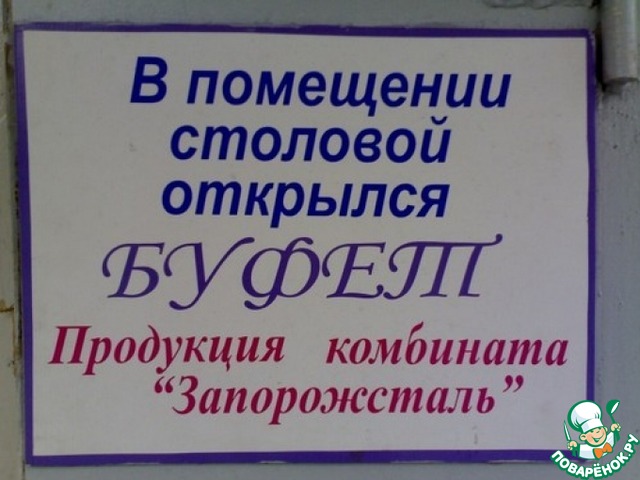 В помещении
столовой
открылся
БУФЕТ
Продукция комбината
“Запорожсталь”
ПОВАРЁНОК.РУ